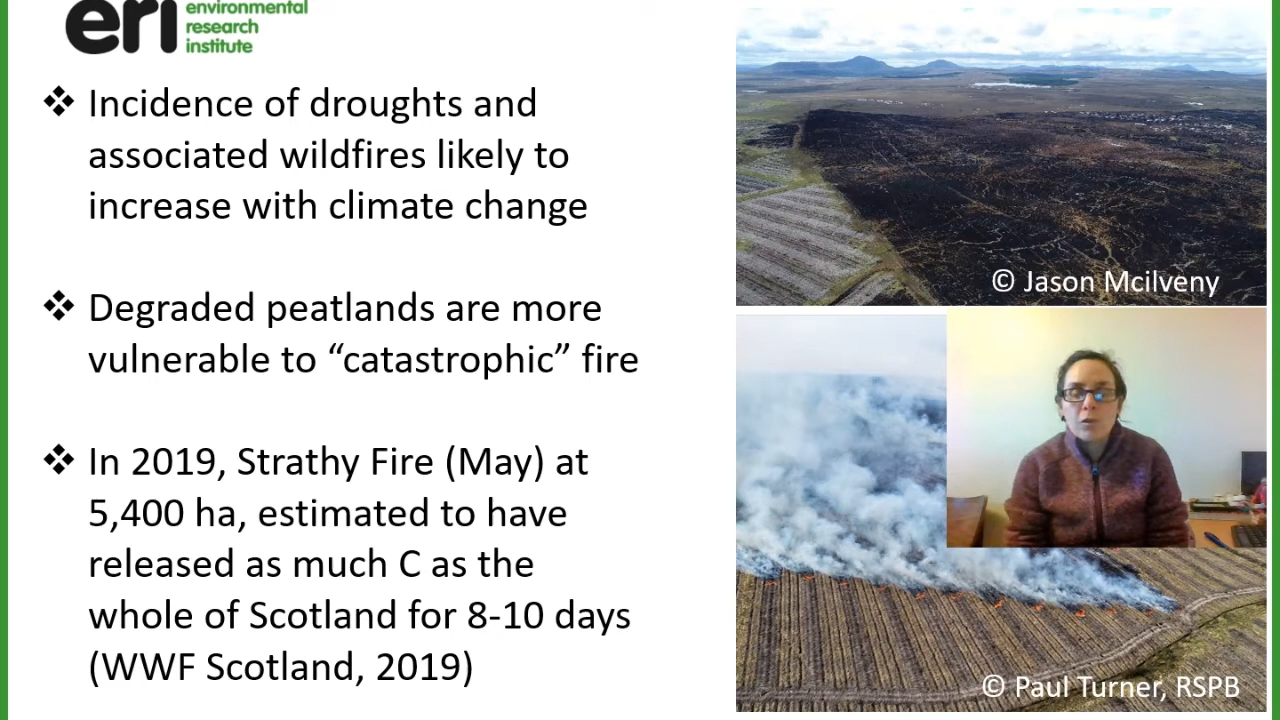 eri environmental
research
institute
❖ Incidence of droughts and
associated wildfires likely to
increase with climate change
❖ Degraded peatlands are more
vulnerable to “catastrophic” fire
❖ In 2019, Strathy Fire (May) at
5,400 ha, estimated to have
released as much C as the
whole of Scotland for 8-10 days
(WWF Scotland, 2019)
© Jason Mcilveny
© Paul Turner, RSPB